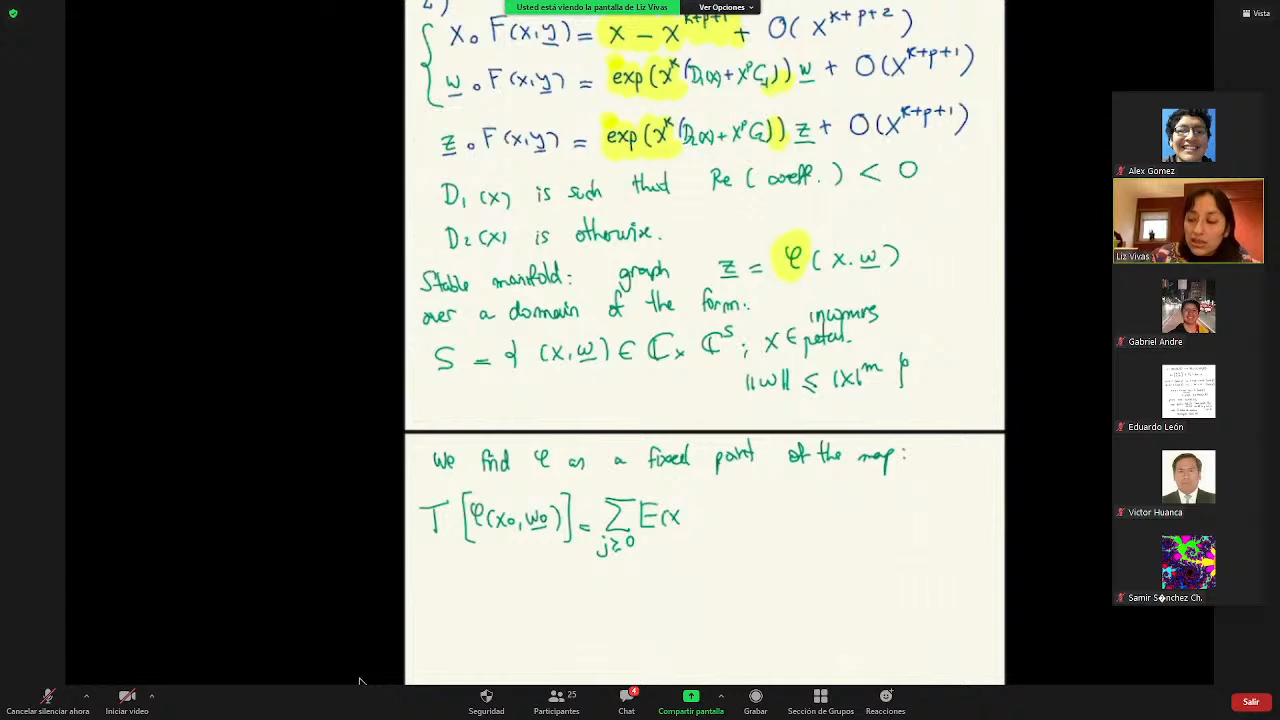 Usted está viendo la pantalla de Liz Vivas
Ver Opciones
Vista
x∘F(x,y) = x − x^{k+p+1} + O(x^{k+p+2})
w∘F(x,y) = exp(x^k(D₁(x)+x^p C₁)) w + O(x^{k+p+1})
z∘F(x,y) = exp(x^k(D₂(x)+x^p C₂)) z + O(x^{k+p+1})
D₁(x) is such that Re(coeff.) < 0
D₂(x) is otherwise.
Stable manifold: graph z = φ(x.w)
over a domain of the form:
S = { (x,w) ∈ ℂ× ℂ^s ; x ∈
‖w‖ ≤ |x|^m }
We find φ as a fixed point of the map:
T[φ(x₀,w₀)] = Σ_{j≥0} E(x
Alex Gomez
Liz Vivas
Gabriel Andre
Eduardo León
Victor Huanca
Samir S�nchez Ch.
Cancelar silenciar ahora
Iniciar video
Seguridad
25
Participantes
4
Chat
Compartir pantalla
Grabar
Sección de Grupos
Reacciones
Salir